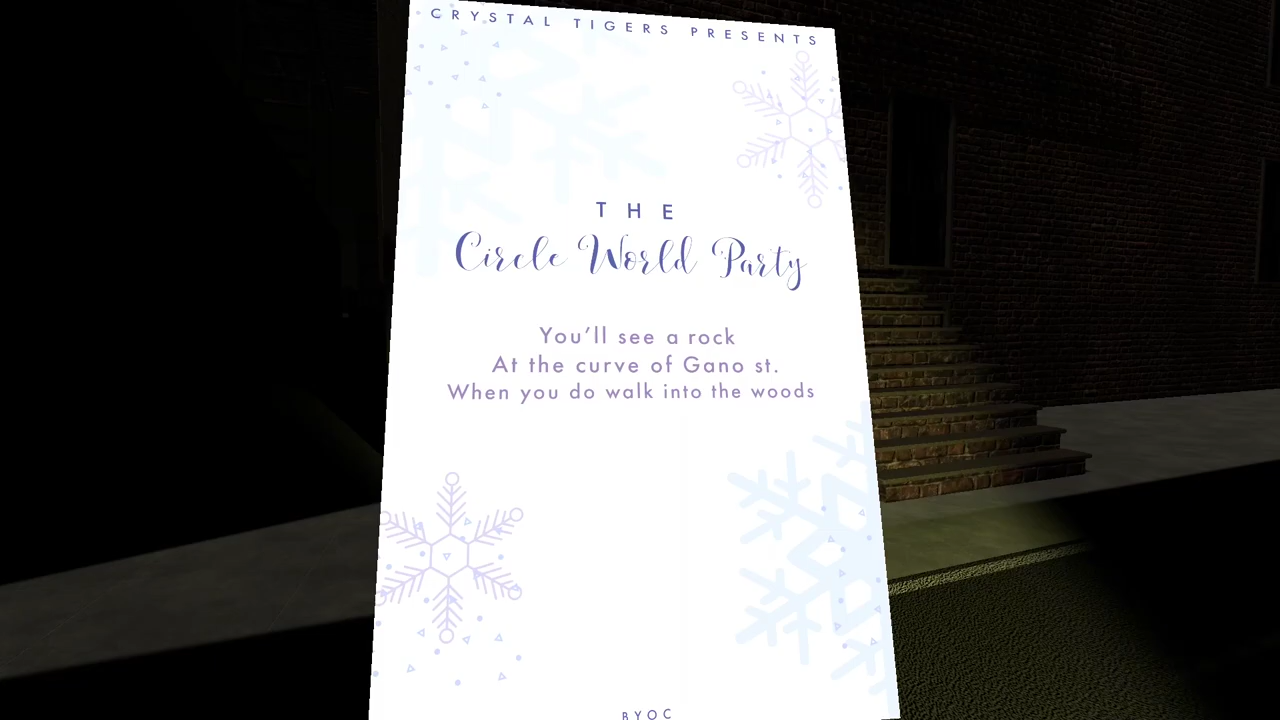 CRYSTAL TIGERS PRESENTS
THE
Circle World Party
You'll see a rock
At the curve of Gano st.
When you do walk into the woods
BYOC